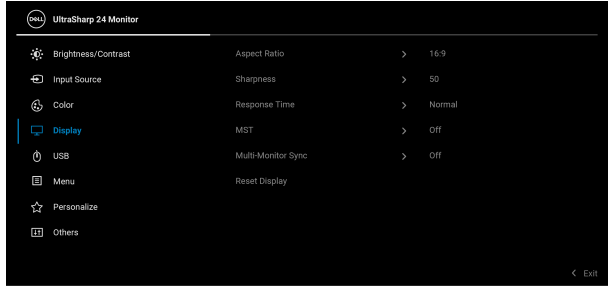 DELL UltraSharp 24 Monitor
Brightness/Contrast Aspect Ratio 16:9
Input Source Sharpness 50
Color Response Time Normal
Display MST Off
USB Multi-Monitor Sync Off
Menu Reset Display
Personalize
Others
Exit